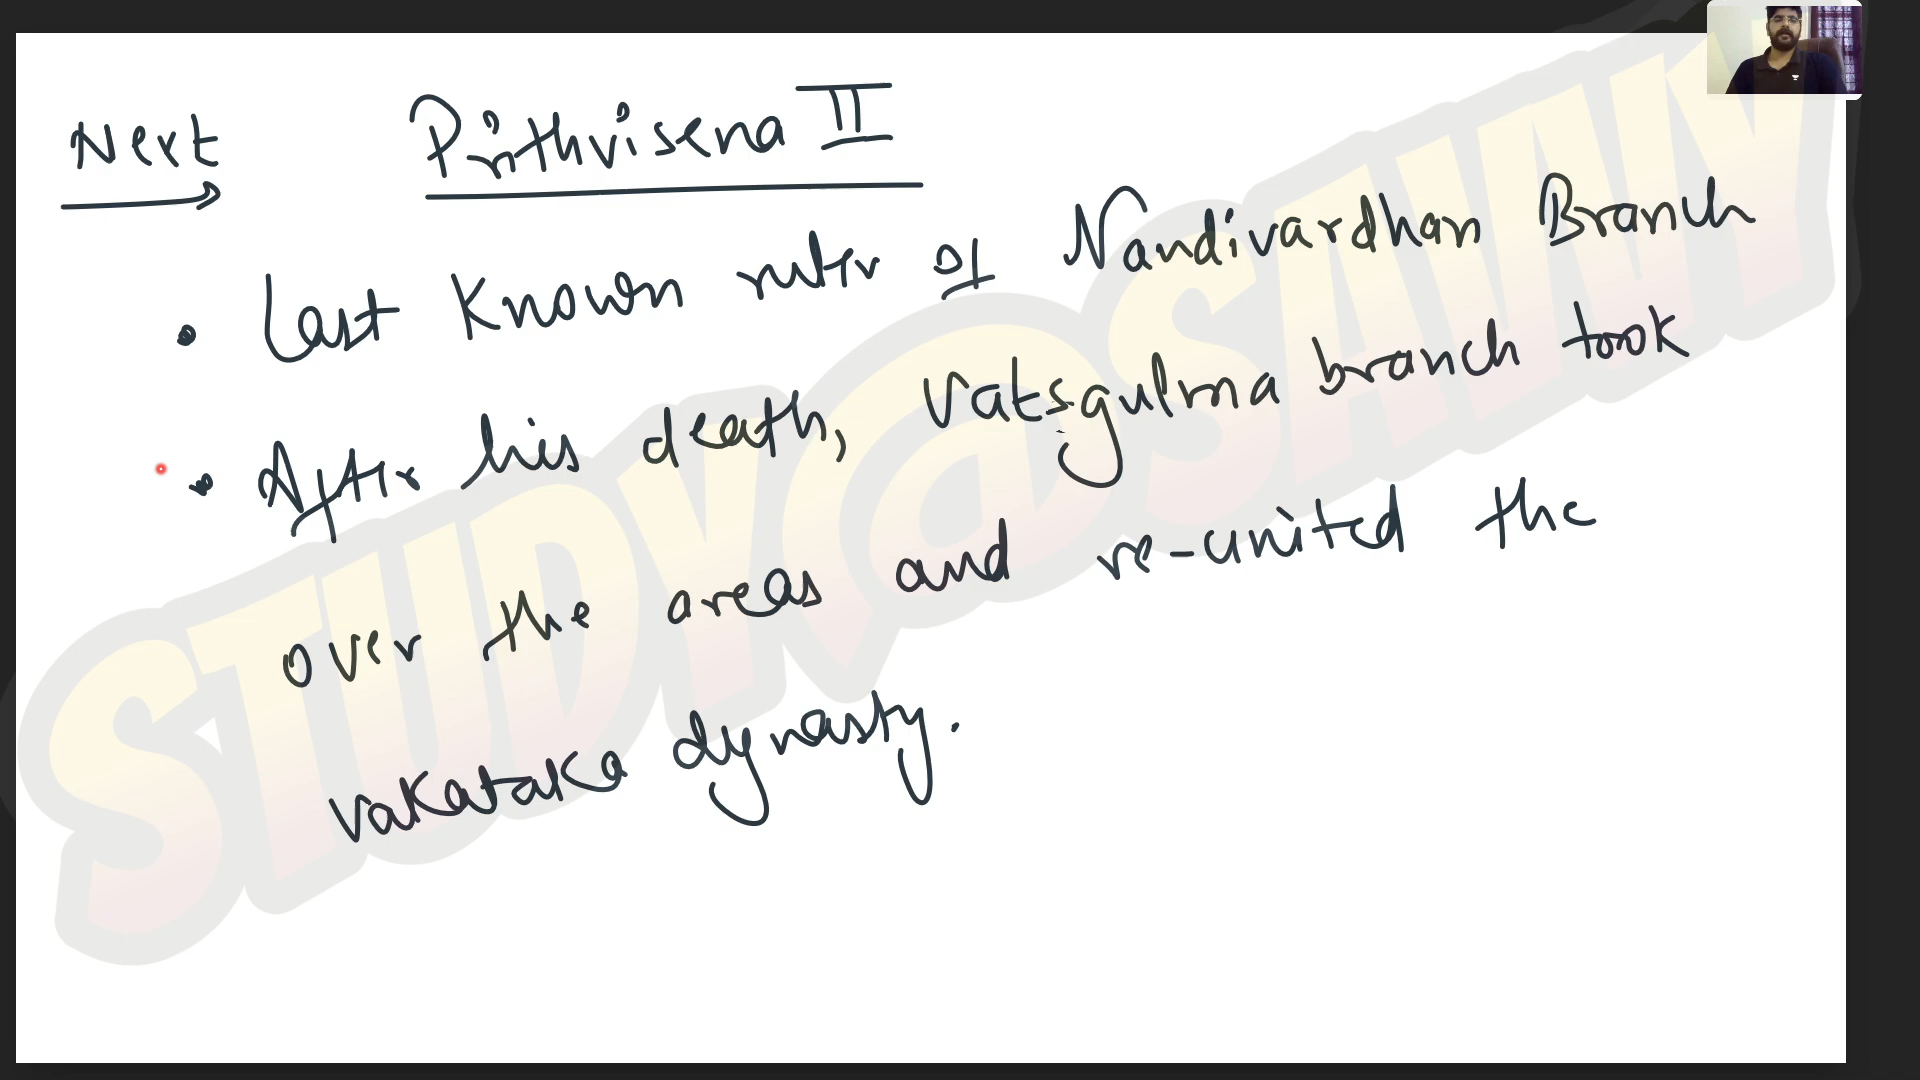 Next Prithvisena II
• Last Known ruler of Nandivardhan Branch
• After his death, Vatsgulma branch took
over the areas and re-united the
vakataka dynasty.
STUDY@SAVVY